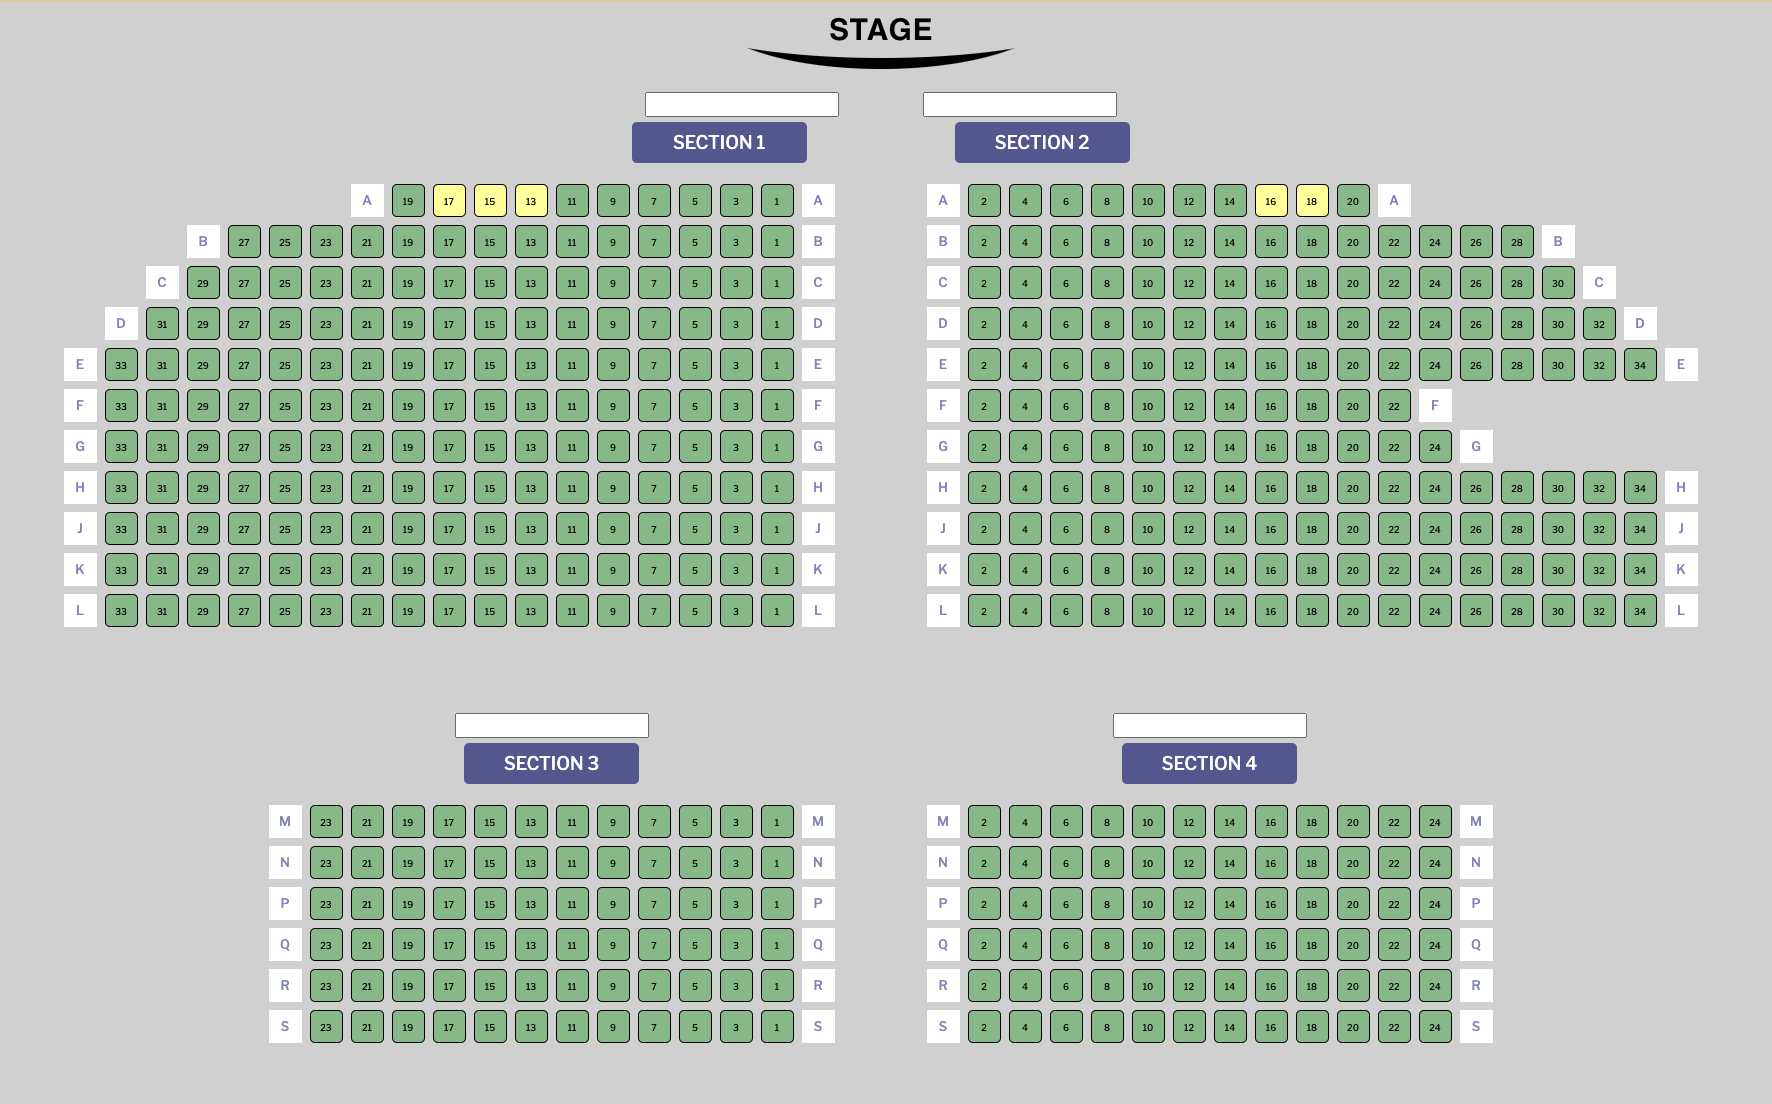 STAGE
SECTION 1 SECTION 2
A 19 17 15 13 11 9 7 5 3 1 A A 2 4 6 8 10 12 14 16 18 20 A
B 27 25 23 21 19 17 15 13 11 9 7 5 3 1 B B 2 4 6 8 10 12 14 16 18 20 22 24 26 28 B
C 29 27 25 23 21 19 17 15 13 11 9 7 5 3 1 C C 2 4 6 8 10 12 14 16 18 20 22 24 26 28 30 C
D 31 29 27 25 23 21 19 17 15 13 11 9 7 5 3 1 D D 2 4 6 8 10 12 14 16 18 20 22 24 26 28 30 32 D
E 33 31 29 27 25 23 21 19 17 15 13 11 9 7 5 3 1 E E 2 4 6 8 10 12 14 16 18 20 22 24 26 28 30 32 34 E
F 33 31 29 27 25 23 21 19 17 15 13 11 9 7 5 3 1 F F 2 4 6 8 10 12 14 16 18 20 22 F
G 33 31 29 27 25 23 21 19 17 15 13 11 9 7 5 3 1 G G 2 4 6 8 10 12 14 16 18 20 22 24 G
H 33 31 29 27 25 23 21 19 17 15 13 11 9 7 5 3 1 H H 2 4 6 8 10 12 14 16 18 20 22 24 26 28 30 32 34 H
J 33 31 29 27 25 23 21 19 17 15 13 11 9 7 5 3 1 J J 2 4 6 8 10 12 14 16 18 20 22 24 26 28 30 32 34 J
K 33 31 29 27 25 23 21 19 17 15 13 11 9 7 5 3 1 K K 2 4 6 8 10 12 14 16 18 20 22 24 26 28 30 32 34 K
L 33 31 29 27 25 23 21 19 17 15 13 11 9 7 5 3 1 L L 2 4 6 8 10 12 14 16 18 20 22 24 26 28 30 32 34 L
SECTION 3 SECTION 4
M 23 21 19 17 15 13 11 9 7 5 3 1 M M 2 4 6 8 10 12 14 16 18 20 22 24 M
N 23 21 19 17 15 13 11 9 7 5 3 1 N N 2 4 6 8 10 12 14 16 18 20 22 24 N
P 23 21 19 17 15 13 11 9 7 5 3 1 P P 2 4 6 8 10 12 14 16 18 20 22 24 P
Q 23 21 19 17 15 13 11 9 7 5 3 1 Q Q 2 4 6 8 10 12 14 16 18 20 22 24 Q
R 23 21 19 17 15 13 11 9 7 5 3 1 R R 2 4 6 8 10 12 14 16 18 20 22 24 R
S 23 21 19 17 15 13 11 9 7 5 3 1 S S 2 4 6 8 10 12 14 16 18 20 22 24 S